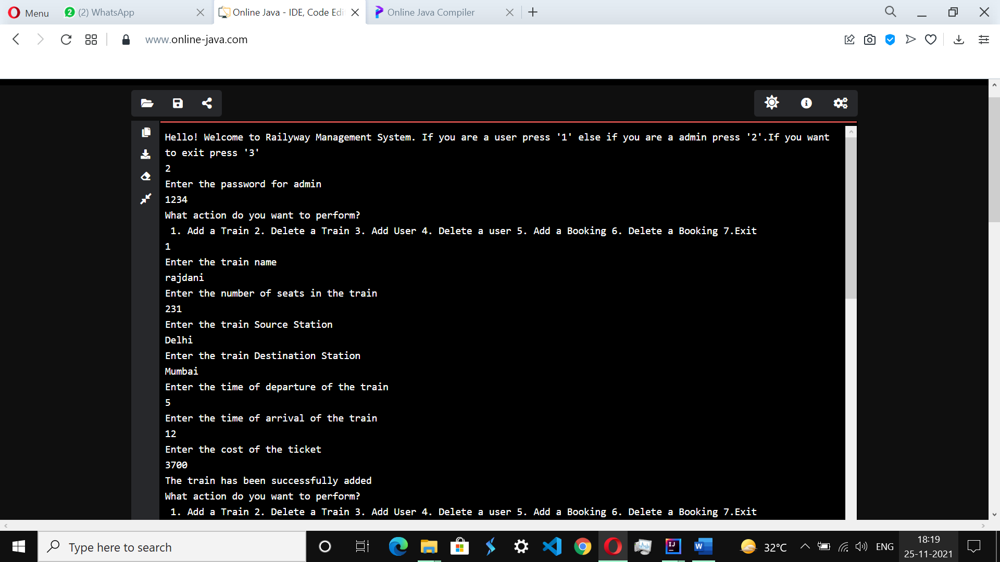 Menu
2 (2) WhatsApp
Online Java - IDE, Code Edi
Online Java Compiler
www.online-java.com
Hello! Welcome to Railyway Management System. If you are a user press '1' else if you are a admin press '2'.If you want
to exit press '3'
2
Enter the password for admin
1234
What action do you want to perform?
1. Add a Train 2. Delete a Train 3. Add User 4. Delete a user 5. Add a Booking 6. Delete a Booking 7.Exit
1
Enter the train name
rajdani
Enter the number of seats in the train
231
Enter the train Source Station
Delhi
Enter the train Destination Station
Mumbai
Enter the time of departure of the train
5
Enter the time of arrival of the train
12
Enter the cost of the ticket
3700
The train has been successfully added
What action do you want to perform?
1. Add a Train 2. Delete a Train 3. Add User 4. Delete a user 5. Add a Booking 6. Delete a Booking 7.Exit
Type here to search
IJ
W
32°C
ENG
18:19
25-11-2021